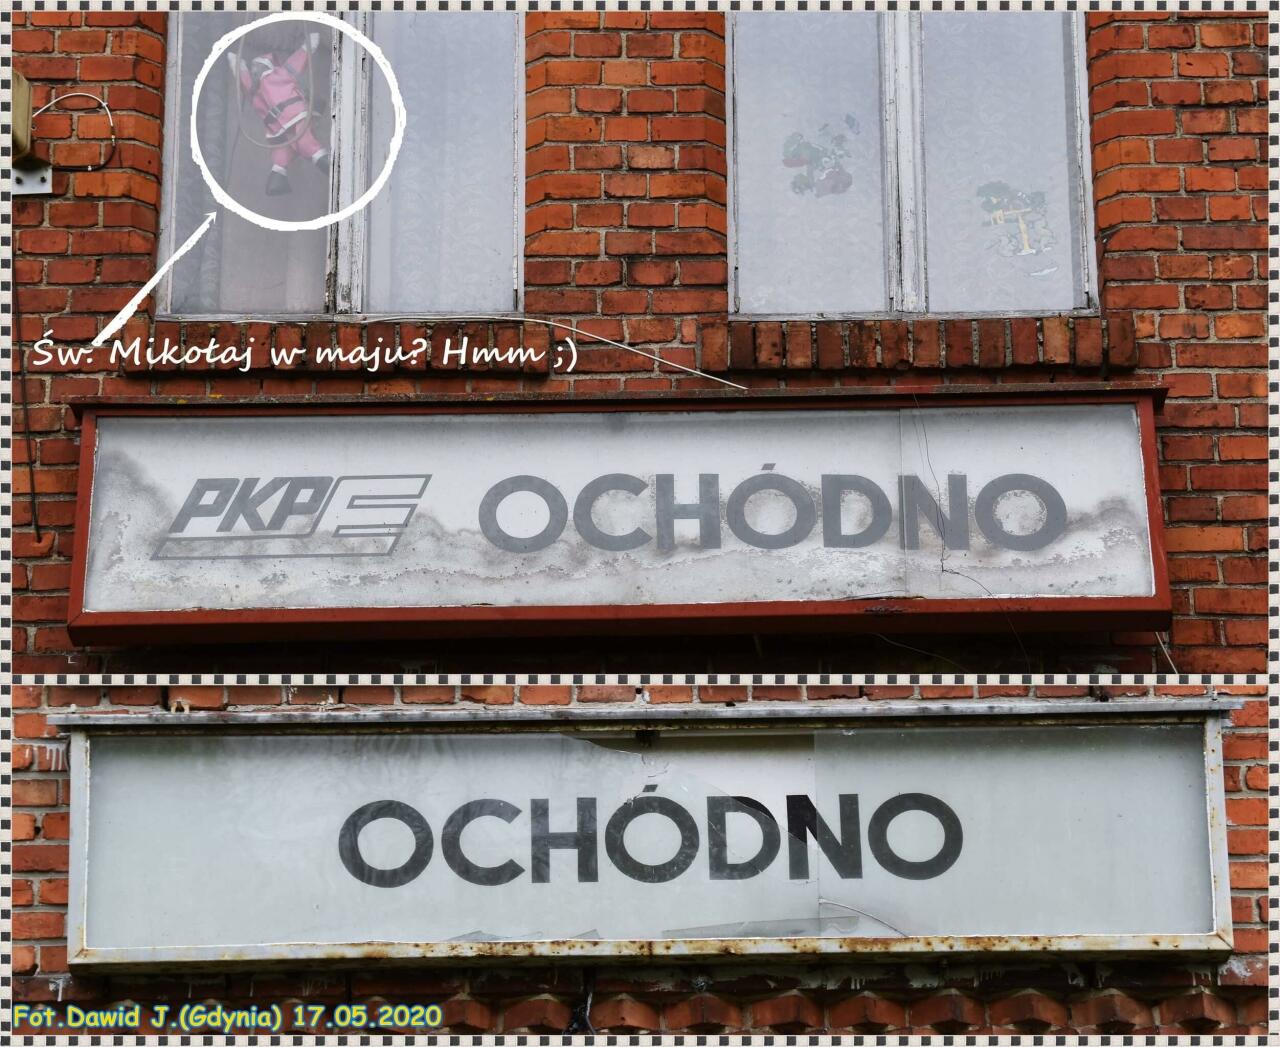 Św. Mikołaj w maju? Hmm ;)
PKP OCHÓDNO
OCHÓDNO
Fot.Dawid J.(Gdynia) 17.05.2020